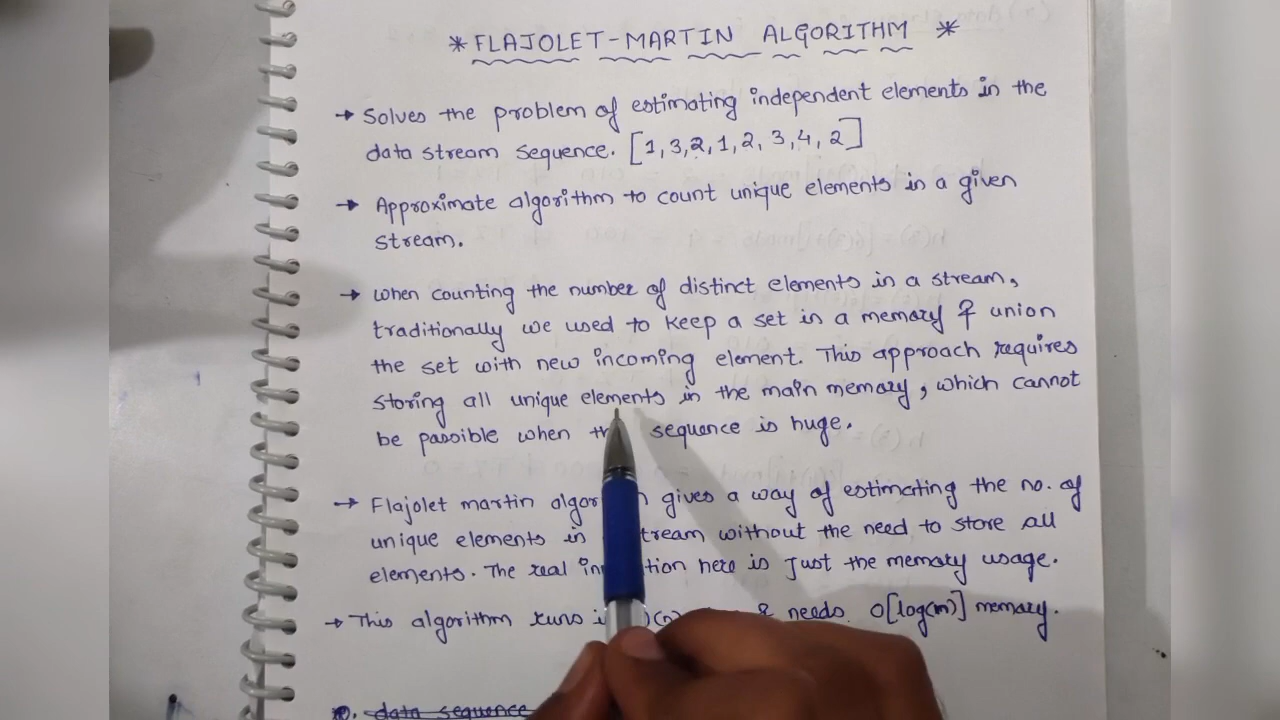 * FLAJOLET-MARTIN ALGORITHM *
→ Solves the problem of estimating independent elements in the
data stream sequence. [1, 3, 2, 1, 2, 3, 4, 2]
→ Approximate algorithm to count unique elements in a given
stream.
→ When counting the number of distinct elements in a stream,
traditionally we used to keep a set in a memory & union
the set with new incoming element. This approach requires
storing all unique elements in the main memory, which cannot
be possible when sequence is huge.
→ Flajolet martin gives a way of estimating the no. of
unique elements in without the need to store all
elements. The real here is just the memory usage.
→ This algorithm runs & needs O[log(m)] memory.
data sequence